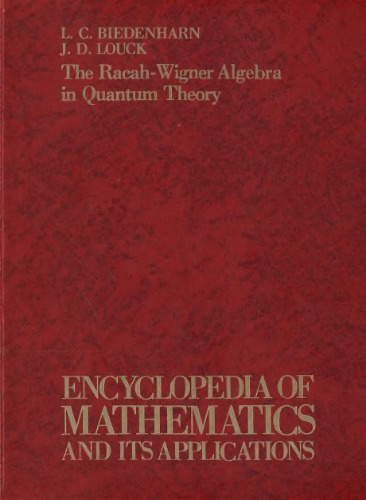 L. C. BIEDENHARN
J. D. LOUCK
The Racah-Wigner Algebra
in Quantum Theory
ENCYCLOPEDIA OF
MATHEMATICS
AND ITS APPLICATIONS